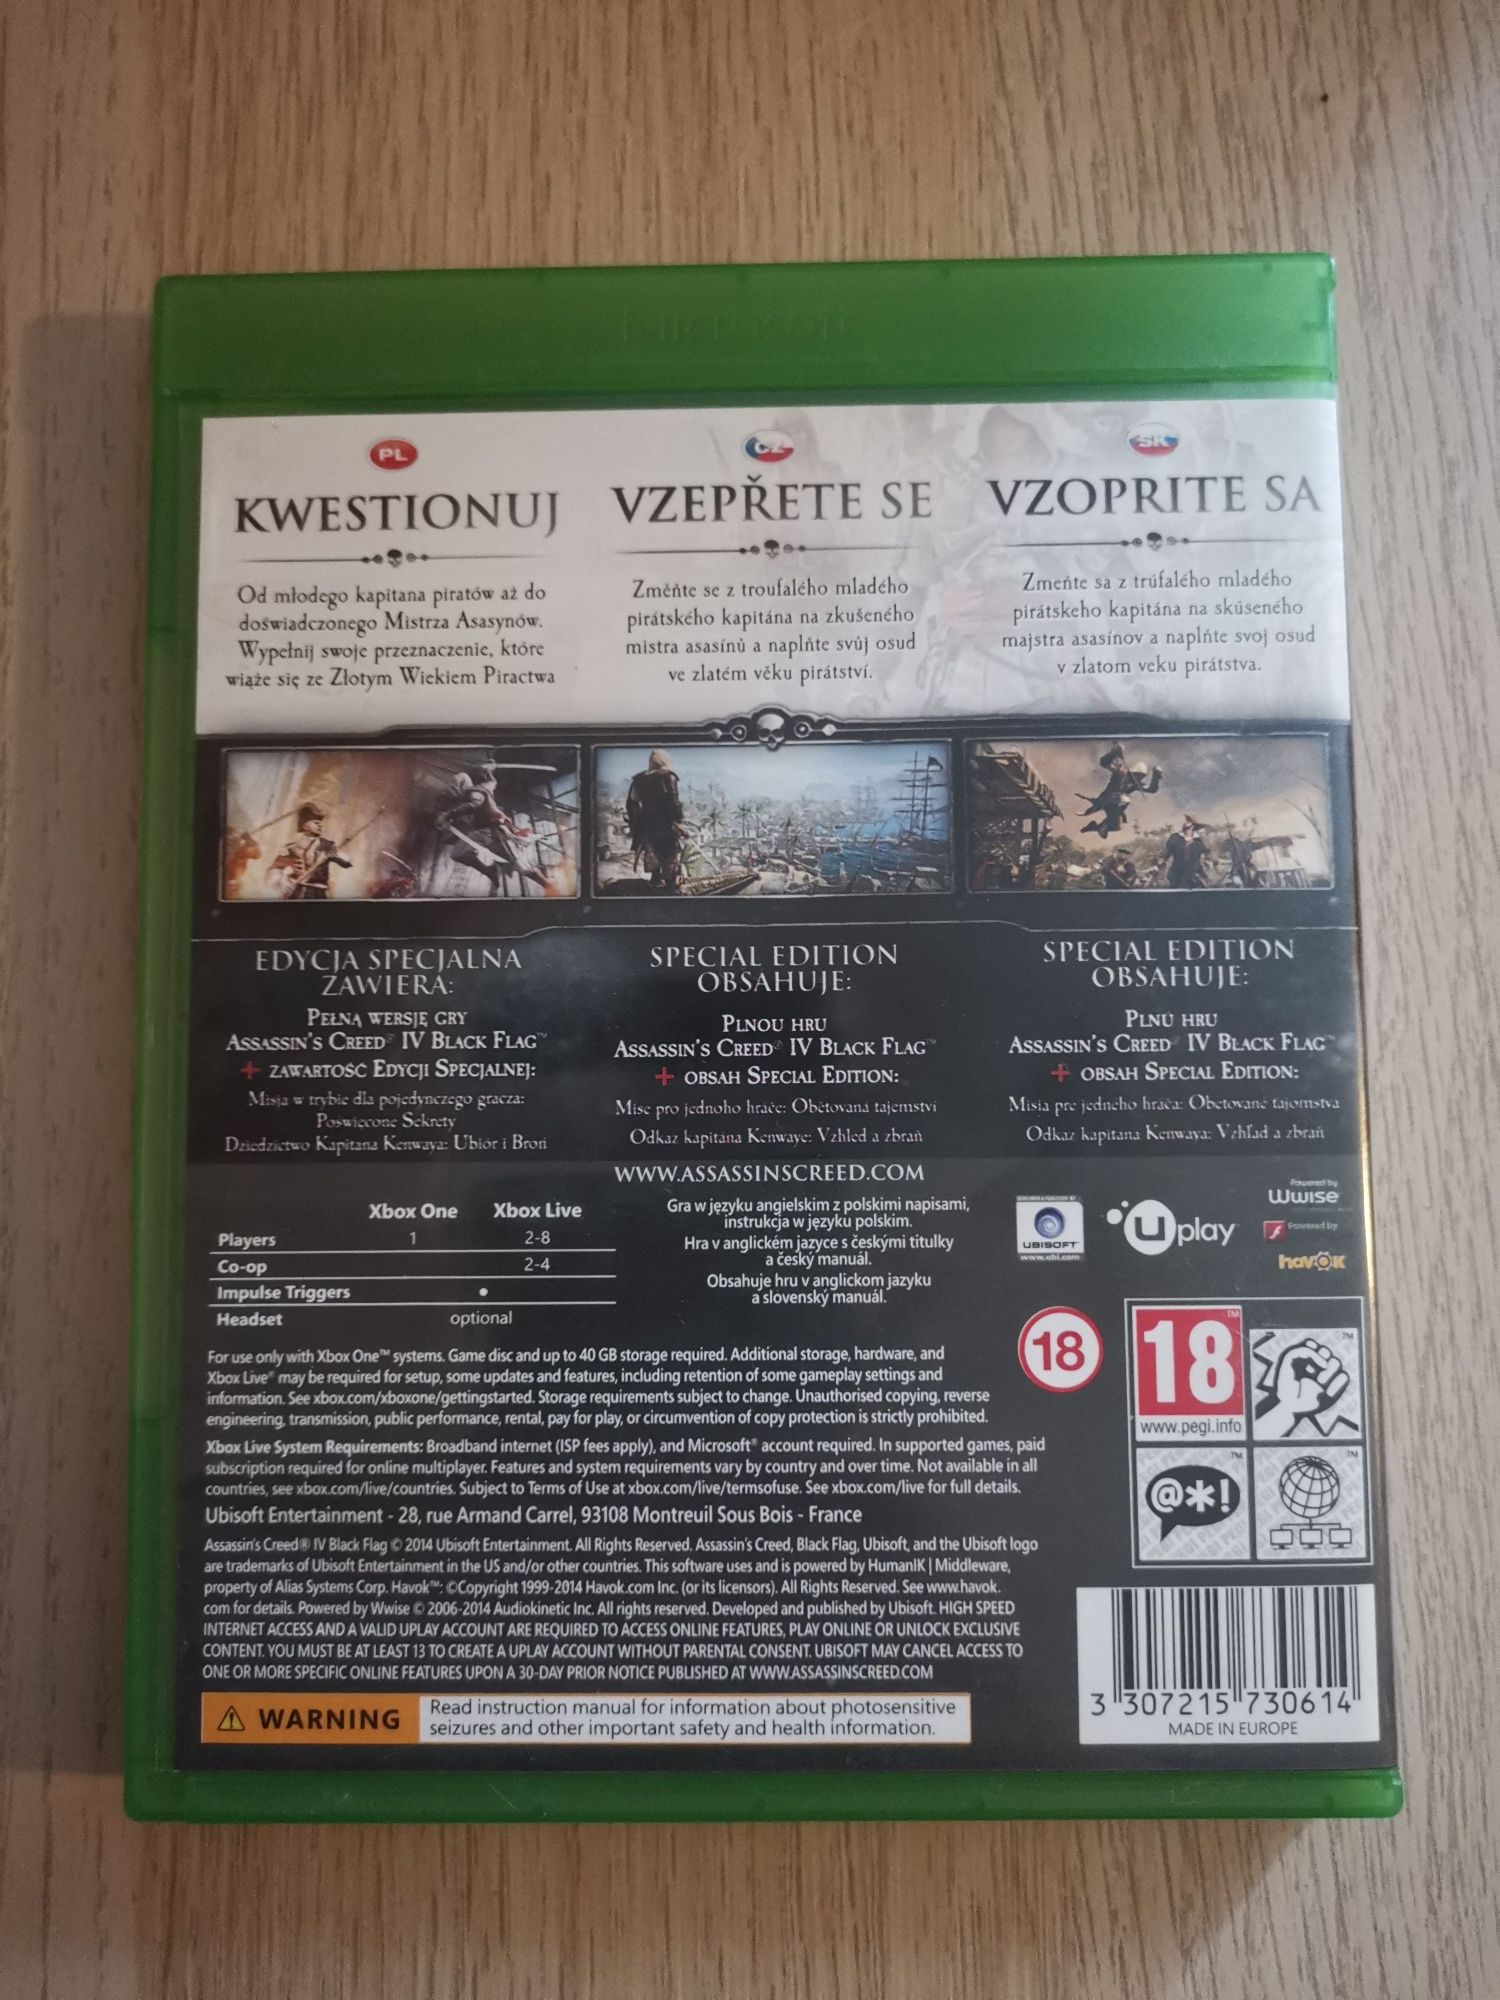 Microsoft
PL
KWESTIONUJ
Od młodego kapitana piratów aż do
doświadczonego Mistrza Asasynów.
Wypełnij swoje przeznaczenie, które
wiąże się ze Złotym Wiekiem Piractwa
CZ
VZEPŘETE SE
Změňte se z troufalého mladého
pirátského kapitána na zkušeného
mistra asasínů a naplňte svůj osud
ve zlatém věku pirátství.
SK
VZOPRITE SA
Zmeňte sa z trúfalého mladého
pirátskeho kapitána na skúseného
majstra asasínov a naplňte svoj osud
v zlatom veku pirátstva.
EDYCJA SPECJALNA
ZAWIERA:
PEŁNĄ WERSJĘ GRY
ASSASSIN'S CREED® IV BLACK FLAG™
+ ZAWARTOŚĆ EDYCJI SPECJALNEJ:
Misja w trybie dla pojedynczego gracza:
Poświęcone Sekrety
Dziedzictwo Kapitana Kenwaya: Ubiór i Broń
SPECIAL EDITION
OBSAHUJE:
PLNOU HRU
ASSASSIN'S CREED® IV BLACK FLAG™
+ OBSAH SPECIAL EDITION:
Mise pro jednoho hráče: Obětovaná tajemství
Odkaz kapitána Kenwaye: Vzhled a zbraň
SPECIAL EDITION
OBSAHUJE:
PLNÚ HRU
ASSASSIN'S CREED® IV BLACK FLAG™
+ OBSAH SPECIAL EDITION:
Misia pre jedného hráča: Obetované tajomstvá
Odkaz kapitána Kenwaya: Vzhľad a zbraň
WWW.ASSASSINSCREED.COM
Xbox One Xbox Live
Players 1 2-8
Co-op 2-4
Impulse Triggers •
Headset optional
Gra w języku angielskim z polskimi napisami,
instrukcja w języku polskim.
Hra v anglickém jazyce s českými titulky
a český manuál.
Obsahuje hru v anglickom jazyku
a slovenský manuál.
UBISOFT
www.ubi.com
Uplay
Powered by
Wwise
Powered by
havok
18
For use only with Xbox One™ systems. Game disc and up to 40 GB storage required. Additional storage, hardware, and
Xbox Live® may be required for setup, some updates and features, including retention of some gameplay settings and
information. See xbox.com/xboxone/gettingstarted. Storage requirements subject to change. Unauthorised copying, reverse
engineering, transmission, public performance, rental, pay for play, or circumvention of copy protection is strictly prohibited.
Xbox Live System Requirements: Broadband internet (ISP fees apply), and Microsoft® account required. In supported games, paid
subscription required for online multiplayer. Features and system requirements vary by country and over time. Not available in all
countries, see xbox.com/live/countries. Subject to Terms of Use at xbox.com/live/termsofuse. See xbox.com/live for full details.
Ubisoft Entertainment - 28, rue Armand Carrel, 93108 Montreuil Sous Bois - France
Assassin's Creed® IV Black Flag © 2014 Ubisoft Entertainment. All Rights Reserved. Assassin's Creed, Black Flag, Ubisoft, and the Ubisoft logo
are trademarks of Ubisoft Entertainment in the US and/or other countries. This software uses and is powered by HumanIK | Middleware,
property of Alias Systems Corp. Havok™: ©Copyright 1999-2014 Havok.com Inc. (or its licensors). All Rights Reserved. See www.havok.
com for details. Powered by Wwise © 2006-2014 Audiokinetic Inc. All rights reserved. Developed and published by Ubisoft. HIGH SPEED
INTERNET ACCESS AND A VALID UPLAY ACCOUNT ARE REQUIRED TO ACCESS ONLINE FEATURES, PLAY ONLINE OR UNLOCK EXCLUSIVE
CONTENT. YOU MUST BE AT LEAST 13 TO CREATE A UPLAY ACCOUNT WITHOUT PARENTAL CONSENT. UBISOFT MAY CANCEL ACCESS TO
ONE OR MORE SPECIFIC ONLINE FEATURES UPON A 30-DAY PRIOR NOTICE PUBLISHED AT WWW.ASSASSINSCREED.COM
18 ™
www.pegi.info
™
@*! ™
™
WARNING
Read instruction manual for information about photosensitive
seizures and other important safety and health information.
3 307215 730614
MADE IN EUROPE